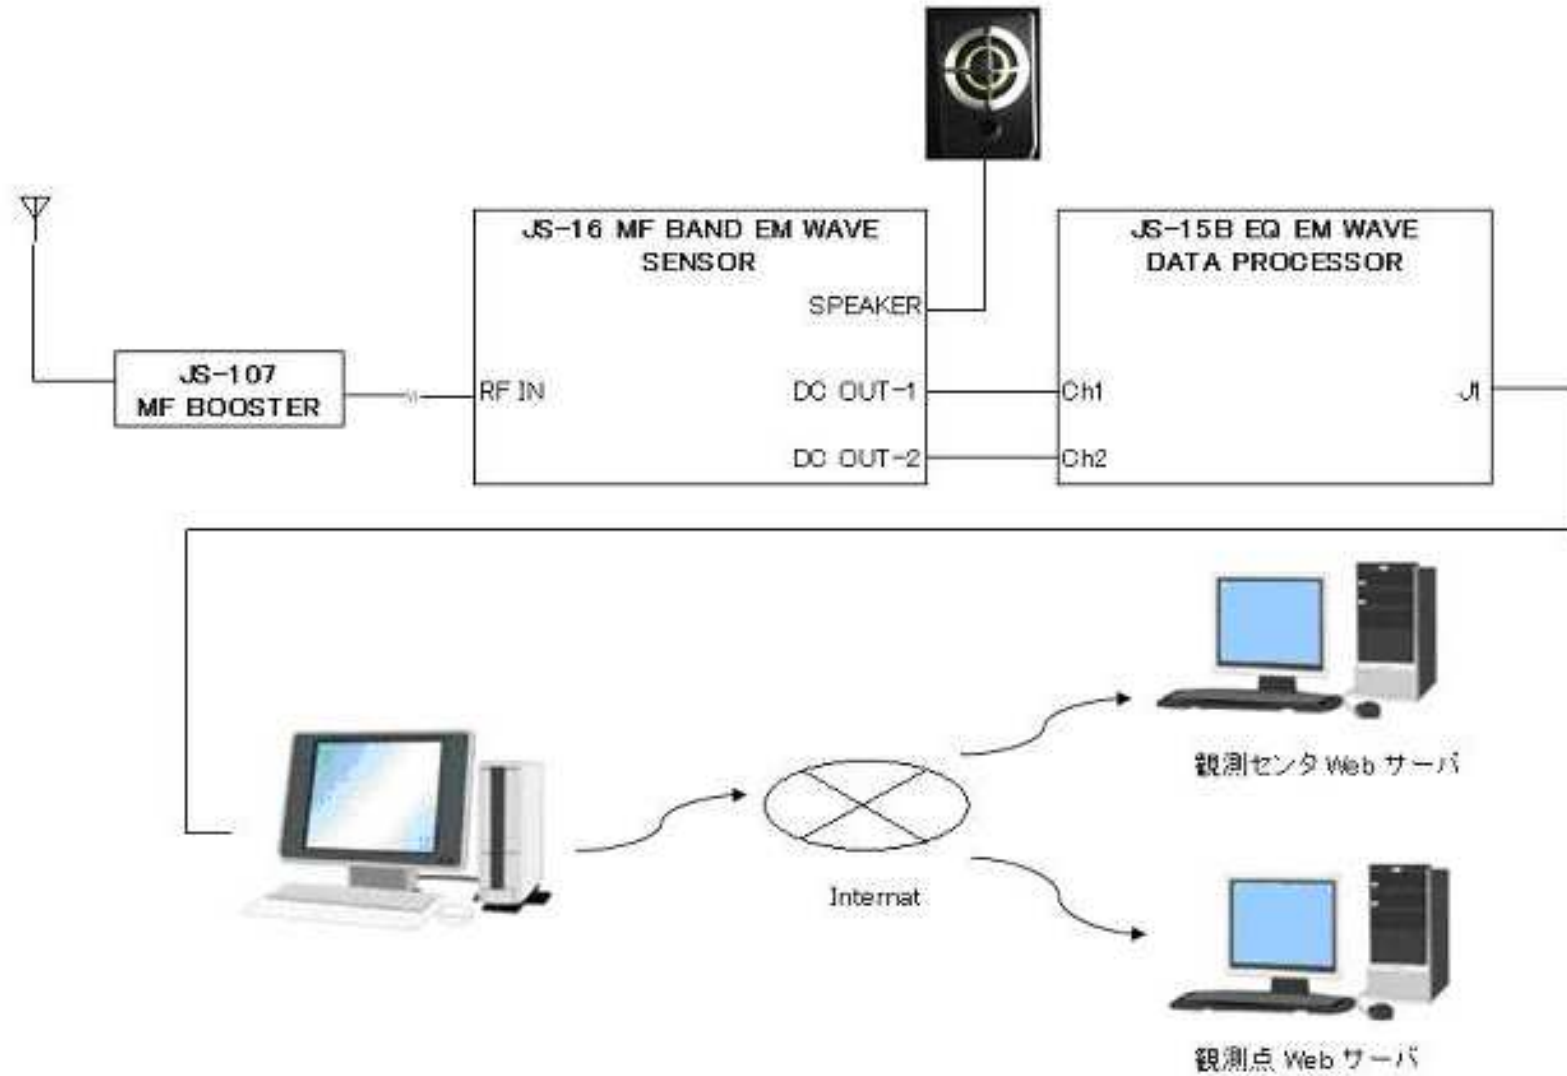 JS-16 MF BAND EM WAVE
SENSOR
SPEAKER
RF IN
DC OUT-1
DC OUT-2
JS-15B EQ EM WAVE
DATA PROCESSOR
Ch1
Ch2
J1
JS-107
MF BOOSTER
観測センタ Web サーバ
Internat
観測点 Web サーバ